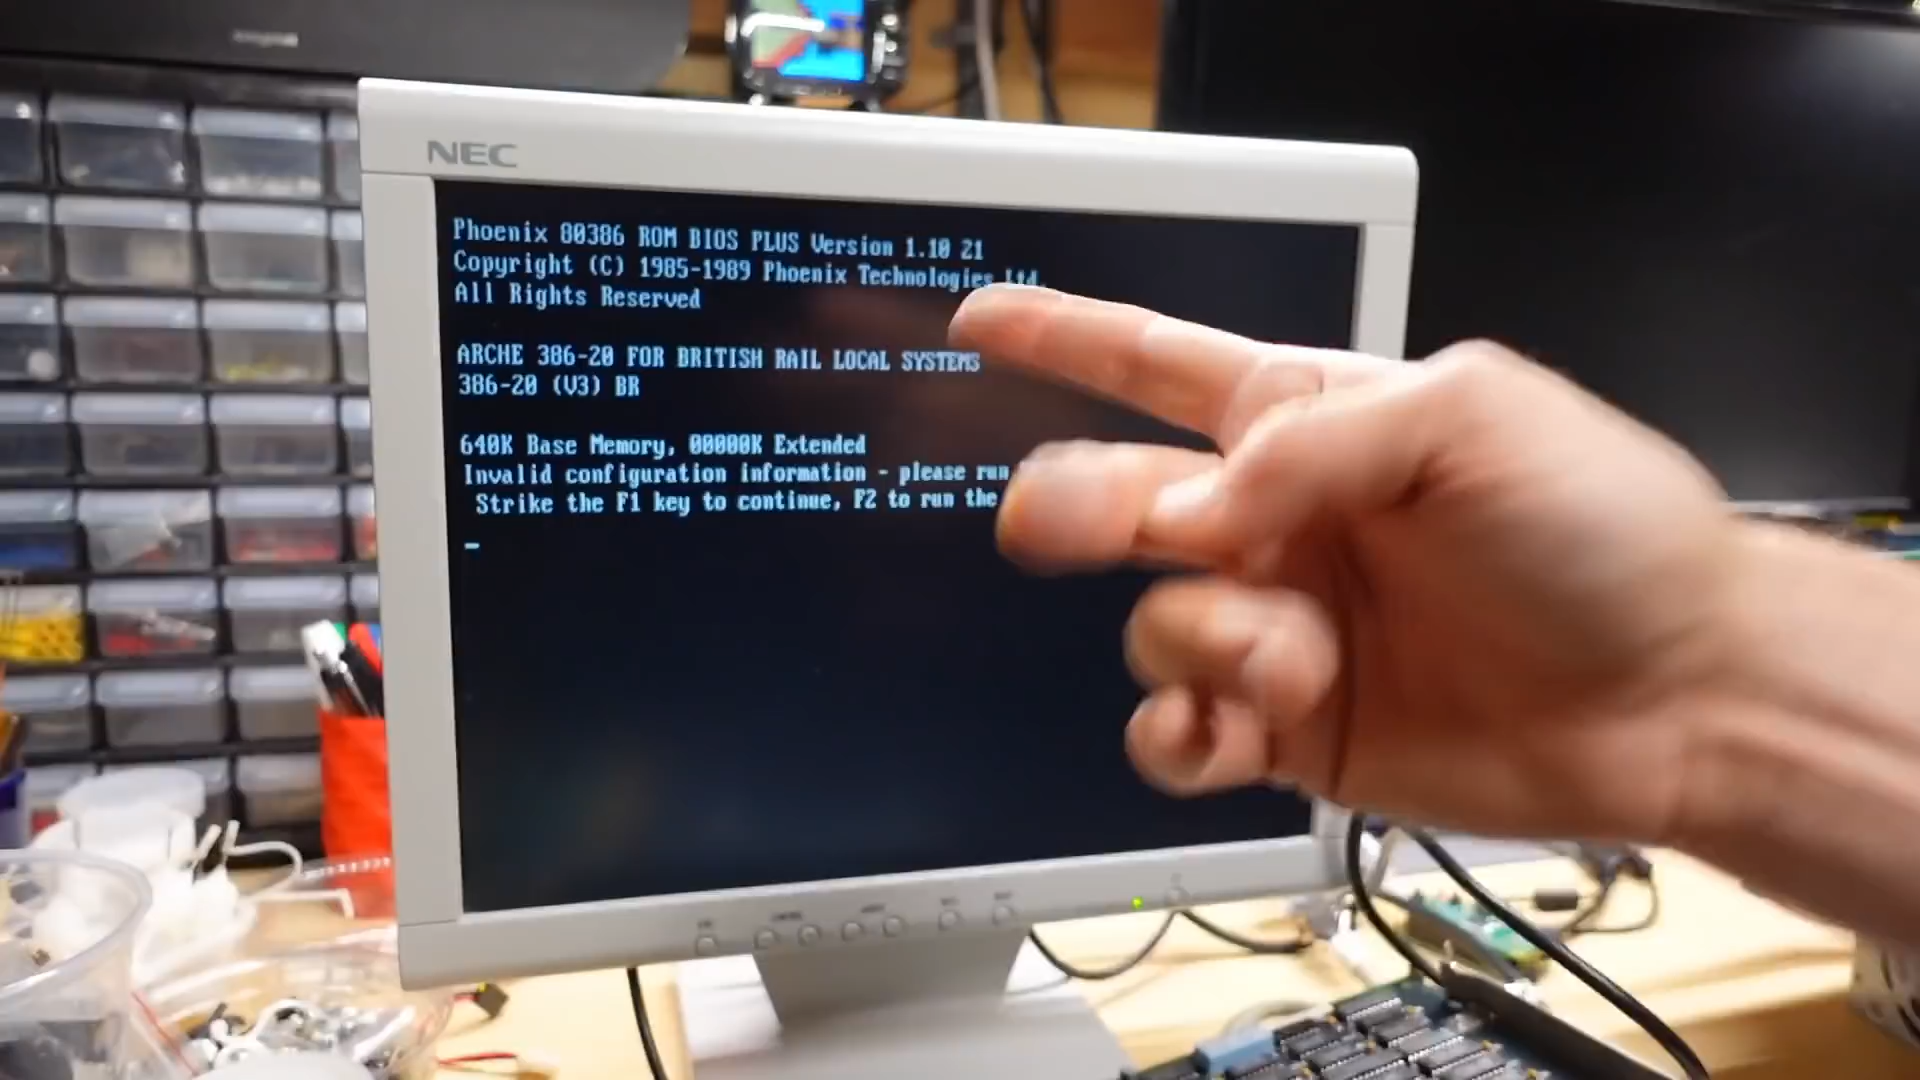 NEC
Phoenix 80386 ROM BIOS PLUS Version 1.10 21
Copyright (C) 1985-1989 Phoenix Technologies Ltd.
All Rights Reserved
ARCHE 386-20 FOR BRITISH RAIL LOCAL SYSTEMS
386-20 (V3) BR
640K Base Memory, 00000K Extended
Invalid configuration information - please run
Strike the F1 key to continue, F2 to run the